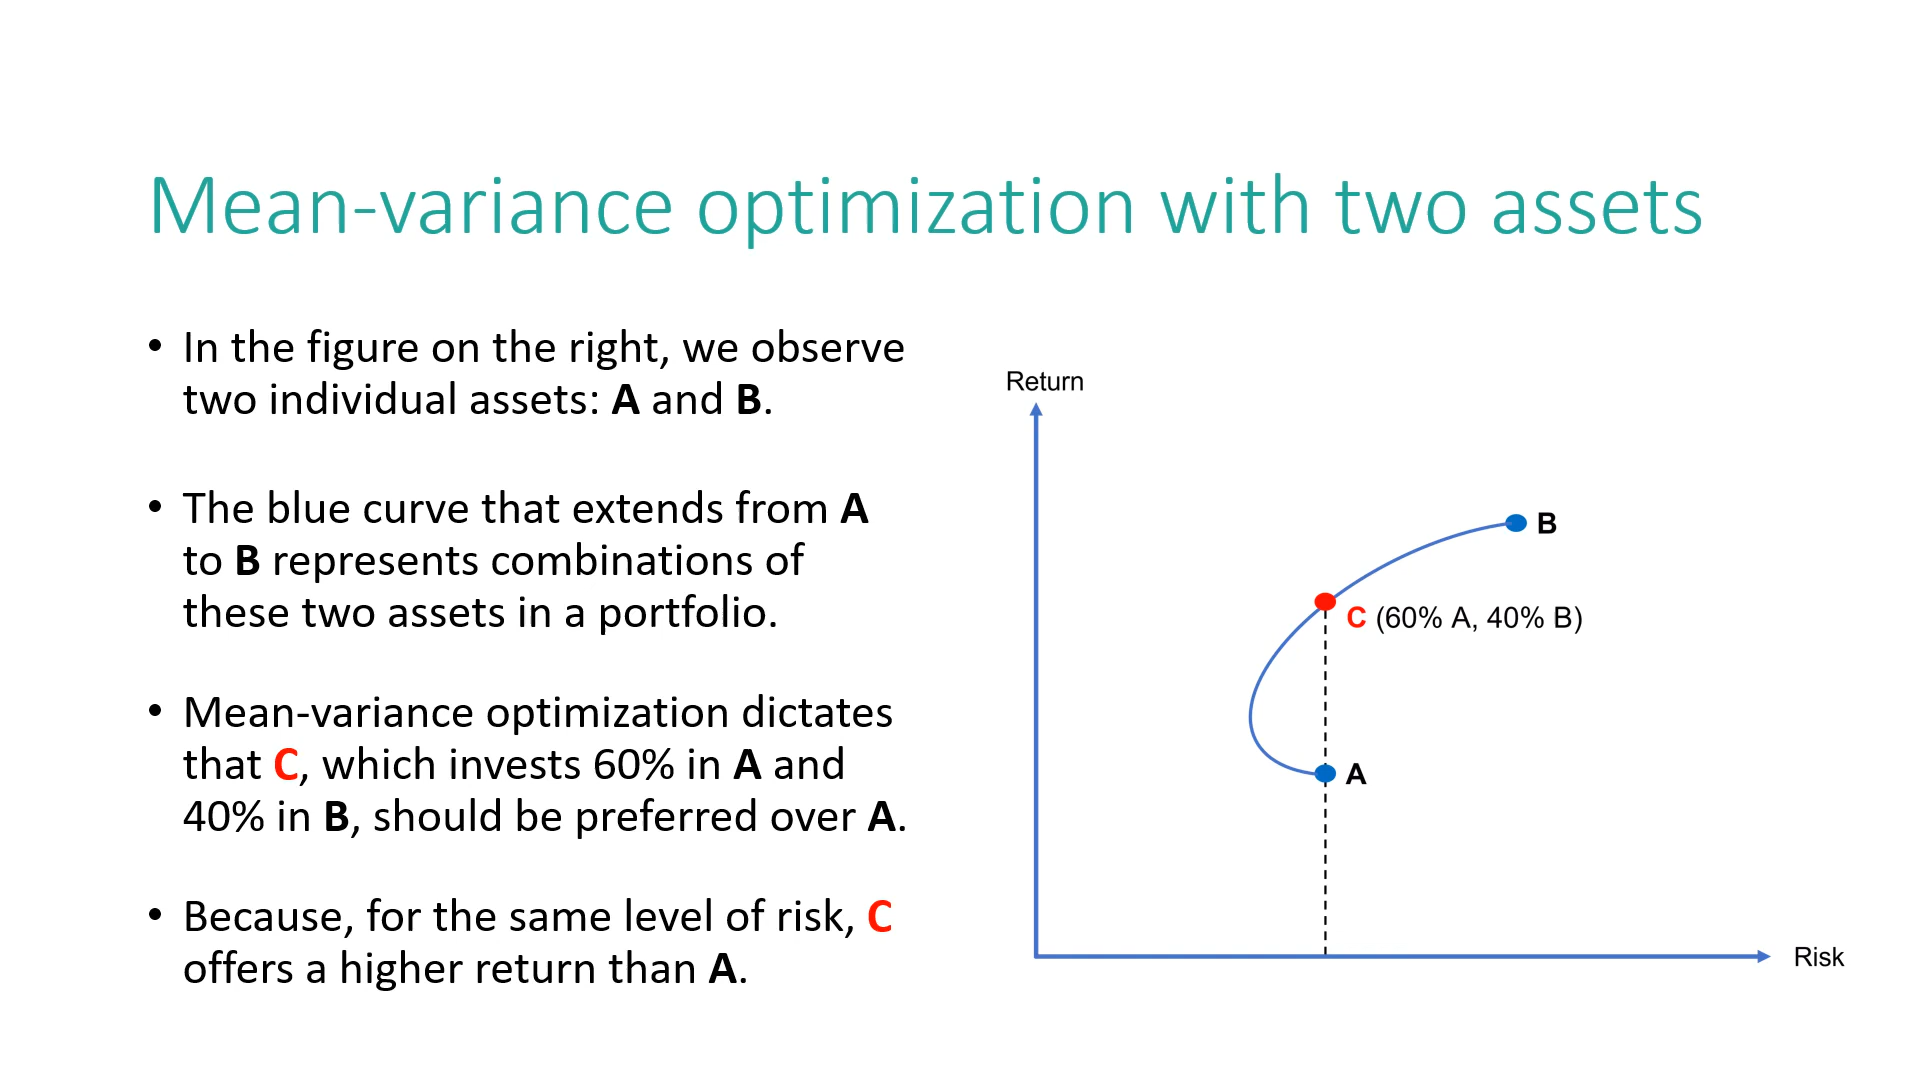 Mean-variance optimization with two assets
• In the figure on the right, we observe
two individual assets: A and B.
• The blue curve that extends from A
to B represents combinations of
these two assets in a portfolio.
• Mean-variance optimization dictates
that C, which invests 60% in A and
40% in B, should be preferred over A.
• Because, for the same level of risk, C
offers a higher return than A.
Return
B
C (60% A, 40% B)
A
Risk